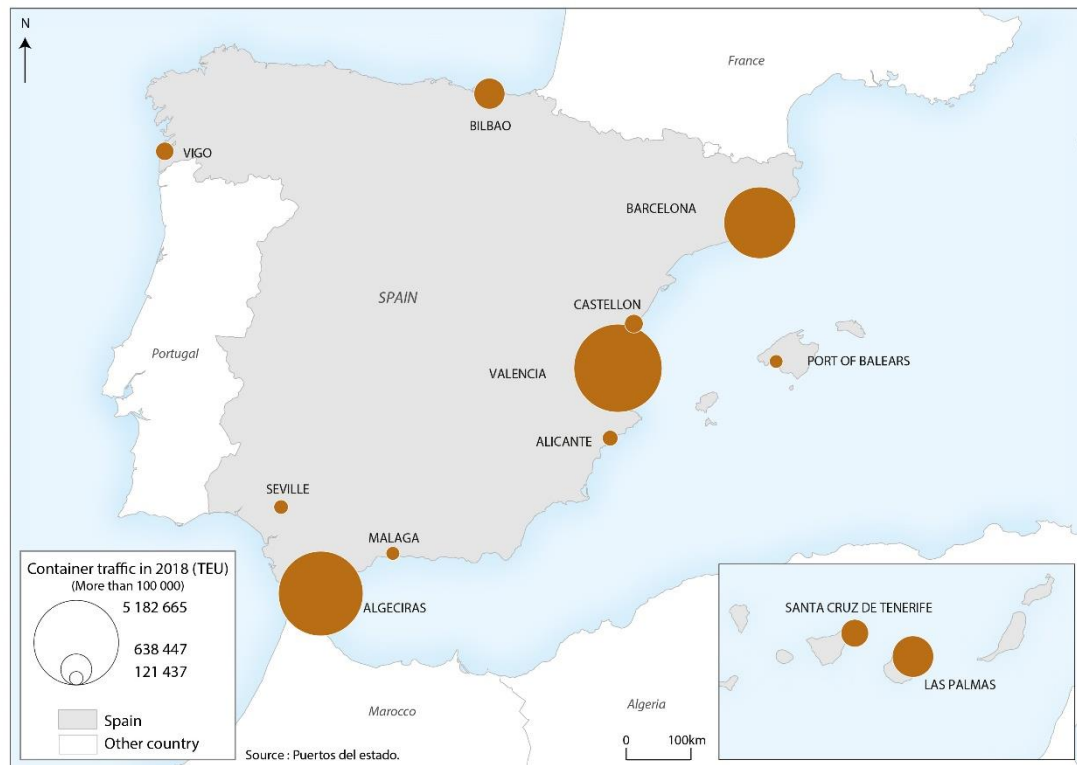 N
France
BILBAO
VIGO
BARCELONA
SPAIN
CASTELLON
Portugal
PORT OF BALEARS
VALENCIA
ALICANTE
SEVILLE
MALAGA
ALGECIRAS
Container traffic in 2018 (TEU)
(More than 100 000)
5 182 665
638 447
121 437
Spain
Other country
Marocco
Algeria
Source : Puertos del estado.
0 100km
SANTA CRUZ DE TENERIFE
LAS PALMAS